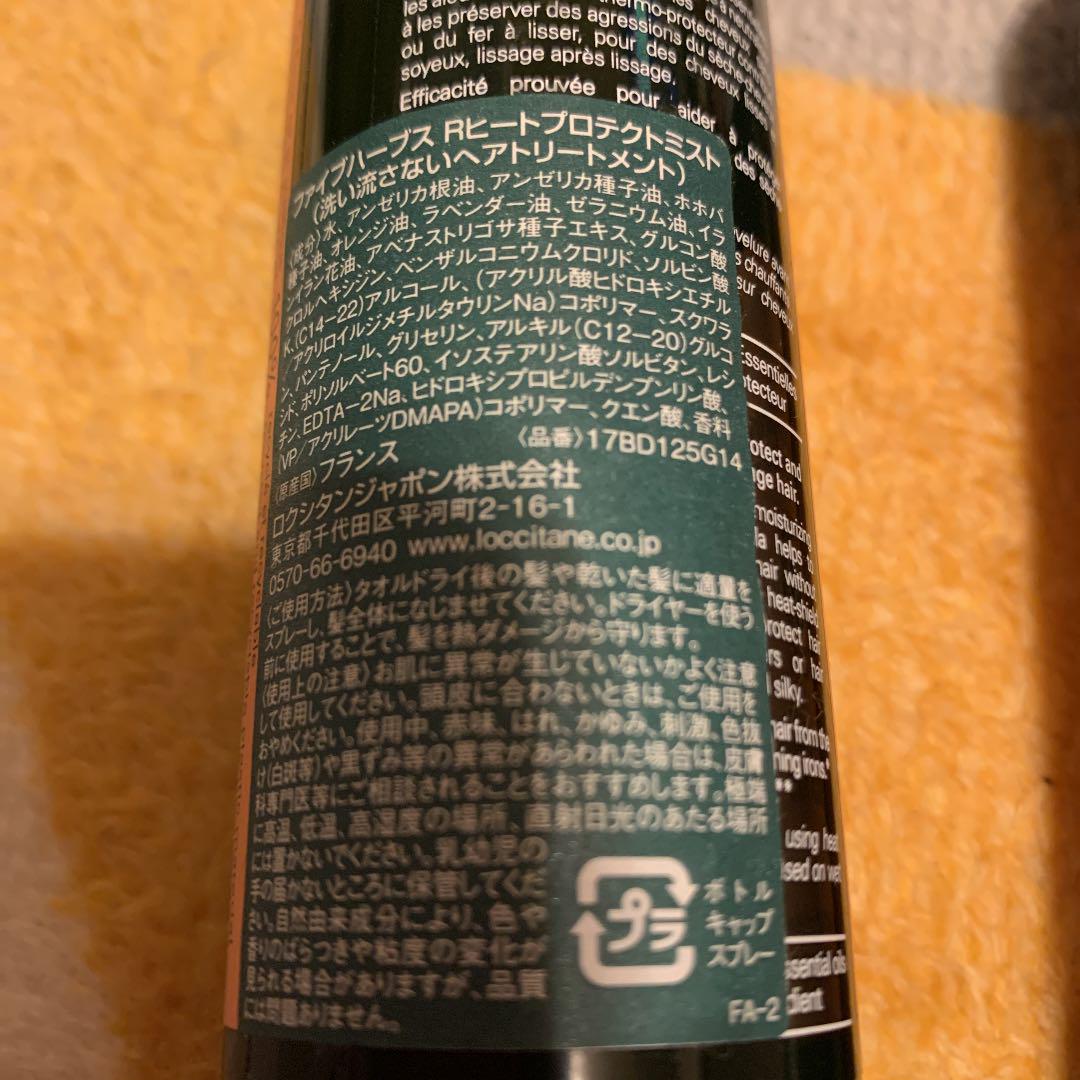 thermo-protecteur
à les préserver des agressions du
ou du fer à lisser, pour des cheveux
soyeux, lissage après lissage.
Efficacité prouvée pour aider à
ファイブハーブス Rヒートプロテクトミスト
(洗い流さないヘアトリートメント)
〈成分〉水、アンゼリカ根油、アンゼリカ種子油、ホホバ
種子油、オレンジ油、ラベンダー油、ゼラニウム油、イラ
ンイラン花油、アベナストリゴサ種子エキス、グルコン酸
クロルヘキシジン、ベンザルコニウムクロリド、ソルビン酸
K、(C14-22)アルコール、(アクリル酸ヒドロキシエチル
/アクリロイルジメチルタウリンNa)コポリマー、スクワラ
ン、パンテノール、グリセリン、アルキル(C12-20)グルコ
シド、ポリソルベート60、イソステアリン酸ソルビタン、レシ
チン、EDTA-2Na、ヒドロキシプロピルデンプンリン酸、
(VP/アクリレーツDMAPA)コポリマー、クエン酸、香料
〈原産国〉フランス 〈品番〉17BD125G14
ロクシタンジャポン株式会社
東京都千代田区平河町2-16-1
0570-66-6940 www.loccitane.co.jp
〈ご使用方法〉タオルドライ後の髪や乾いた髪に適量を
スプレーし、髪全体になじませてください。ドライヤーを使う
前に使用することで、髪を熱ダメージから守ります。
〈使用上の注意〉お肌に異常が生じていないかよく注意
して使用してください。頭皮に合わないときは、ご使用を
おやめください。使用中、赤味、はれ、かゆみ、刺激、色抜
け(白斑等)や黒ずみ等の異常があらわれた場合は、皮膚
科専門医等にご相談されることをおすすめします。極端
に高温、低温、高湿度の場所、直射日光のあたる場所
には置かないでください。乳幼児の
手の届かないところに保管してくだ
さい。自然由来成分により、色や
香りのばらつきや粘度の変化が
見られる場合がありますが、品質
には問題ありません。
プラ
ボトル
キャップ
スプレー
FA-2
protect and
hair.
moisturizing
helps to
hair without
heat-shield
protect hair
or hair
silky.
hair from the
irons.*
**
using heat
used on wet
essential oils